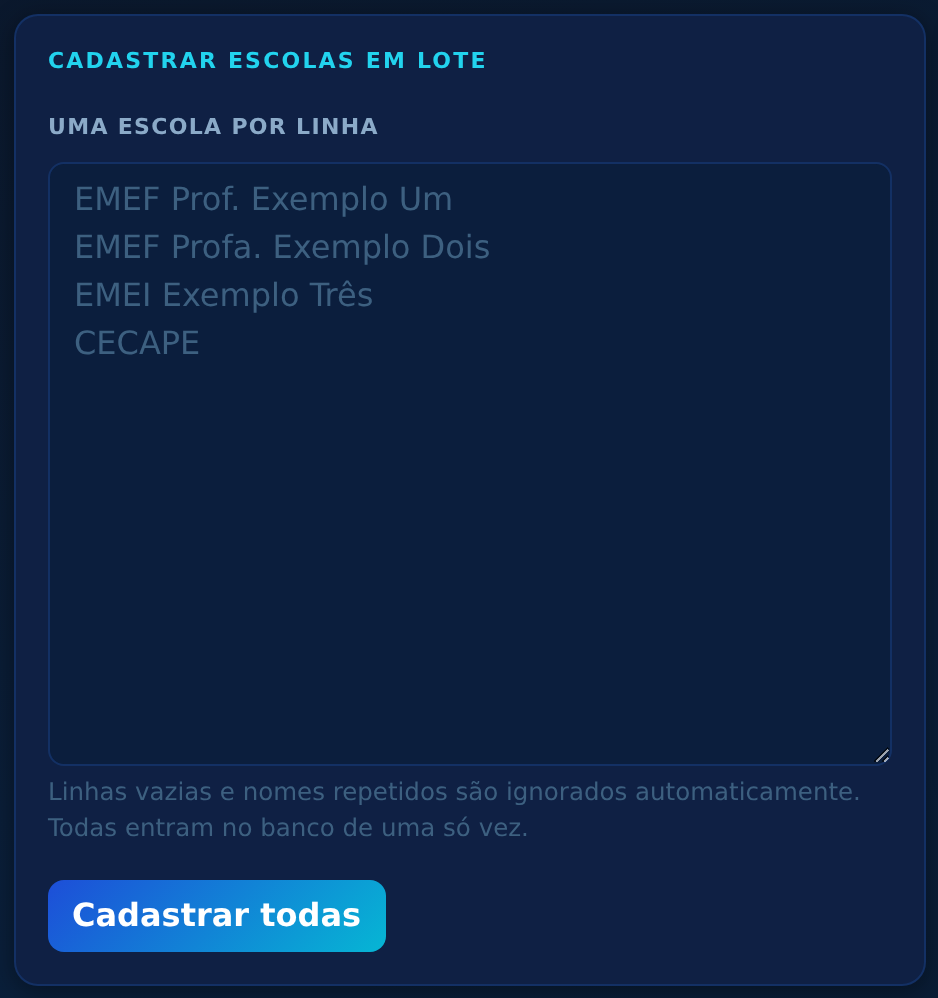 CADASTRAR ESCOLAS EM LOTE
UMA ESCOLA POR LINHA
EMEF Prof. Exemplo Um
EMEF Profa. Exemplo Dois
EMEI Exemplo Três
CECAPE
Linhas vazias e nomes repetidos são ignorados automaticamente.
Todas entram no banco de uma só vez.
Cadastrar todas